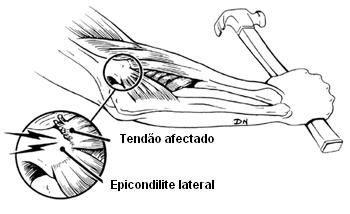 DN
Tendão afectado
Epicondilite lateral